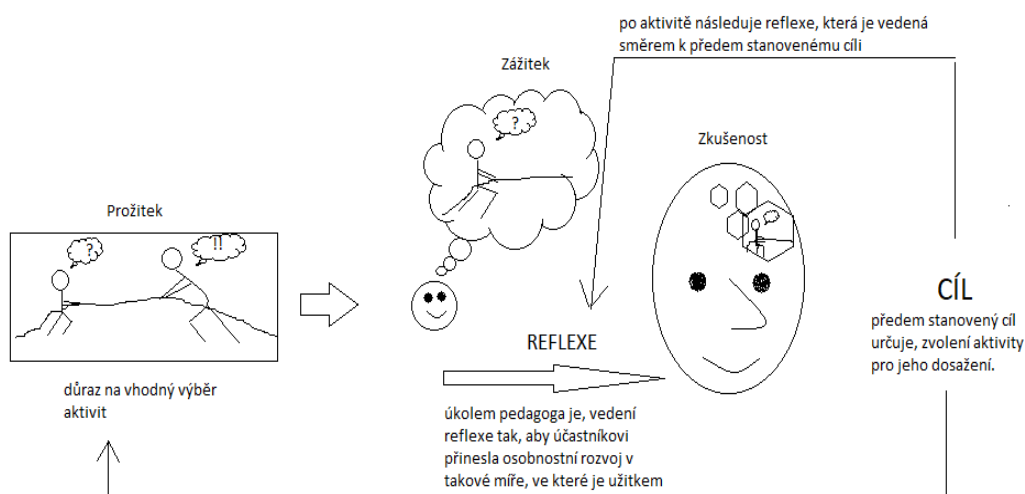 po aktivitě následuje reflexe, která je vedená
směrem k předem stanovenému cíli
Zážitek
?
Zkušenost
Prožitek
?
!!
CÍL
předem stanovený cíl
určuje, zvolení aktivity
pro jeho dosažení.
REFLEXE
důraz na vhodný výběr
aktivit
úkolem pedagoga je, vedení
reflexe tak, aby účastníkovi
přinesla osobnostní rozvoj v
takové míře, ve které je užitkem